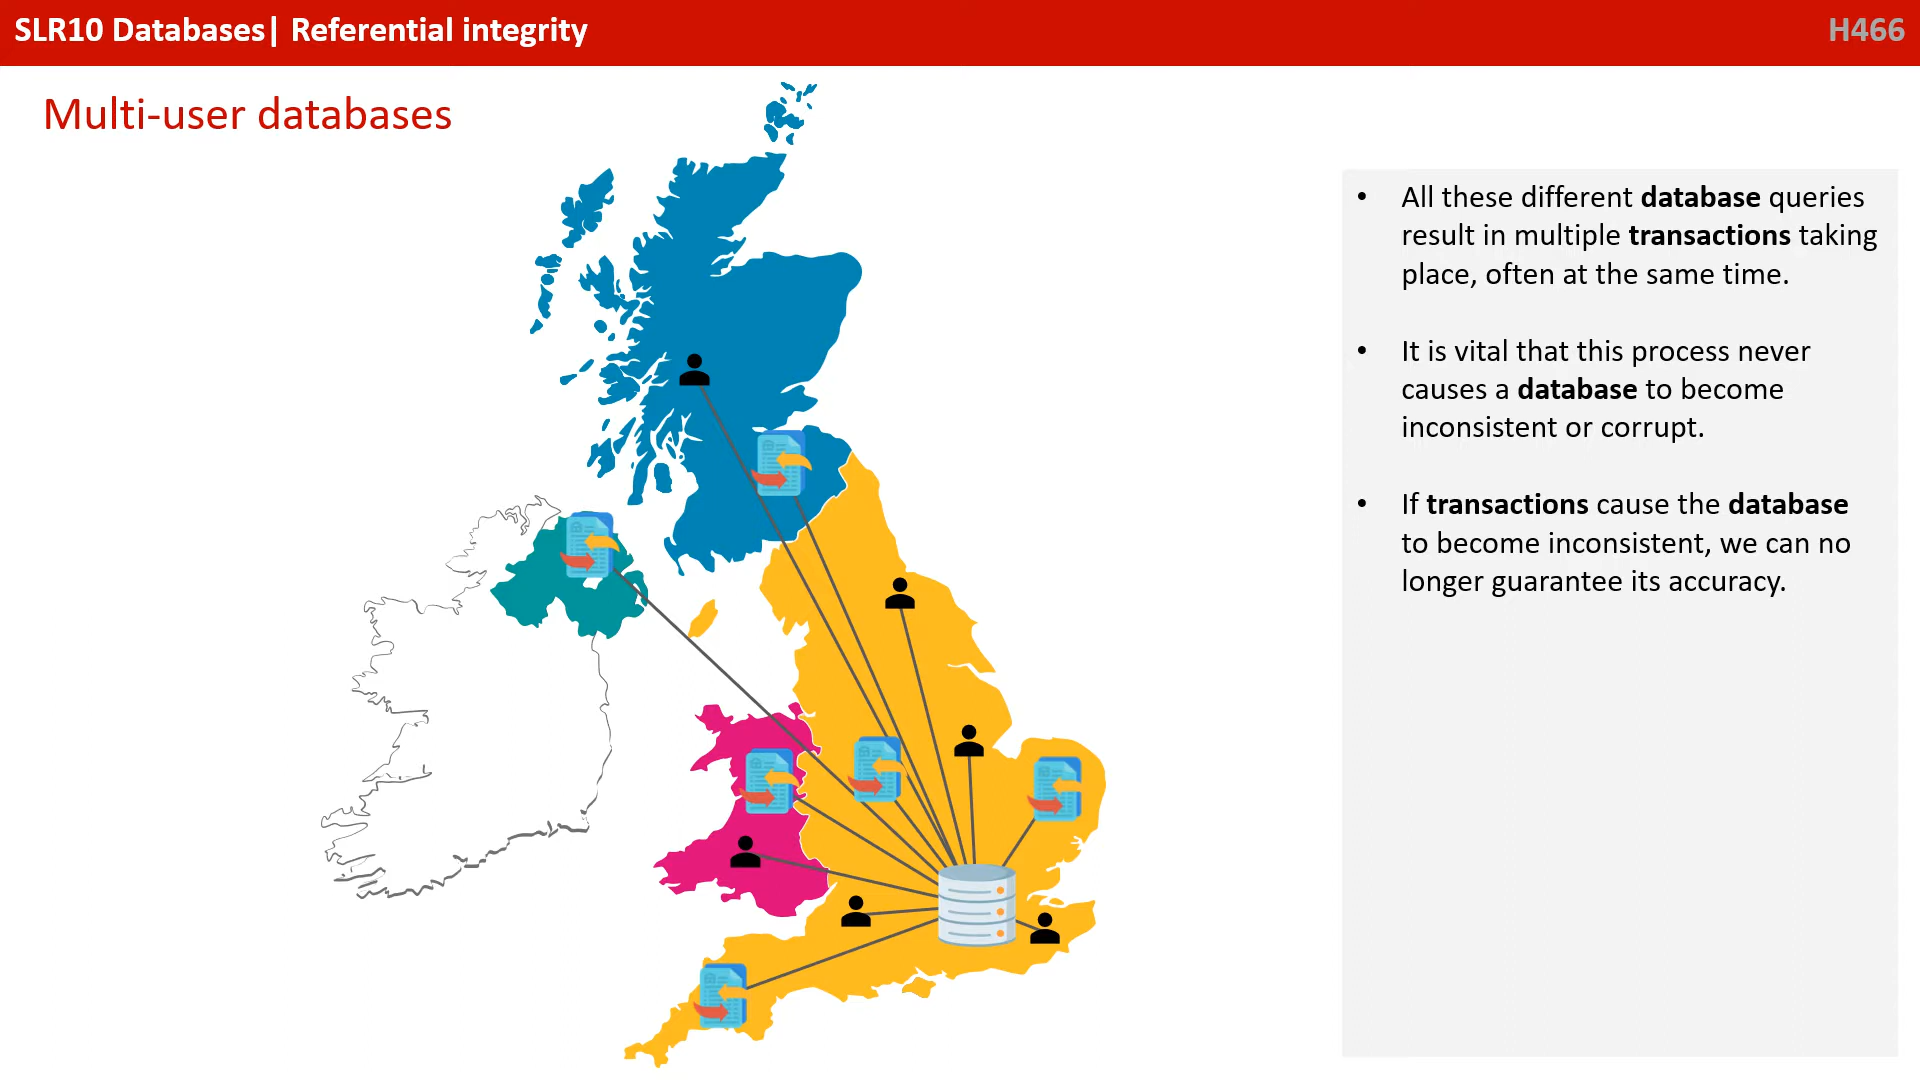 SLR10 Databases| Referential integrity
H466
Multi-user databases
• All these different database queries
result in multiple transactions taking
place, often at the same time.
• It is vital that this process never
causes a database to become
inconsistent or corrupt.
• If transactions cause the database
to become inconsistent, we can no
longer guarantee its accuracy.